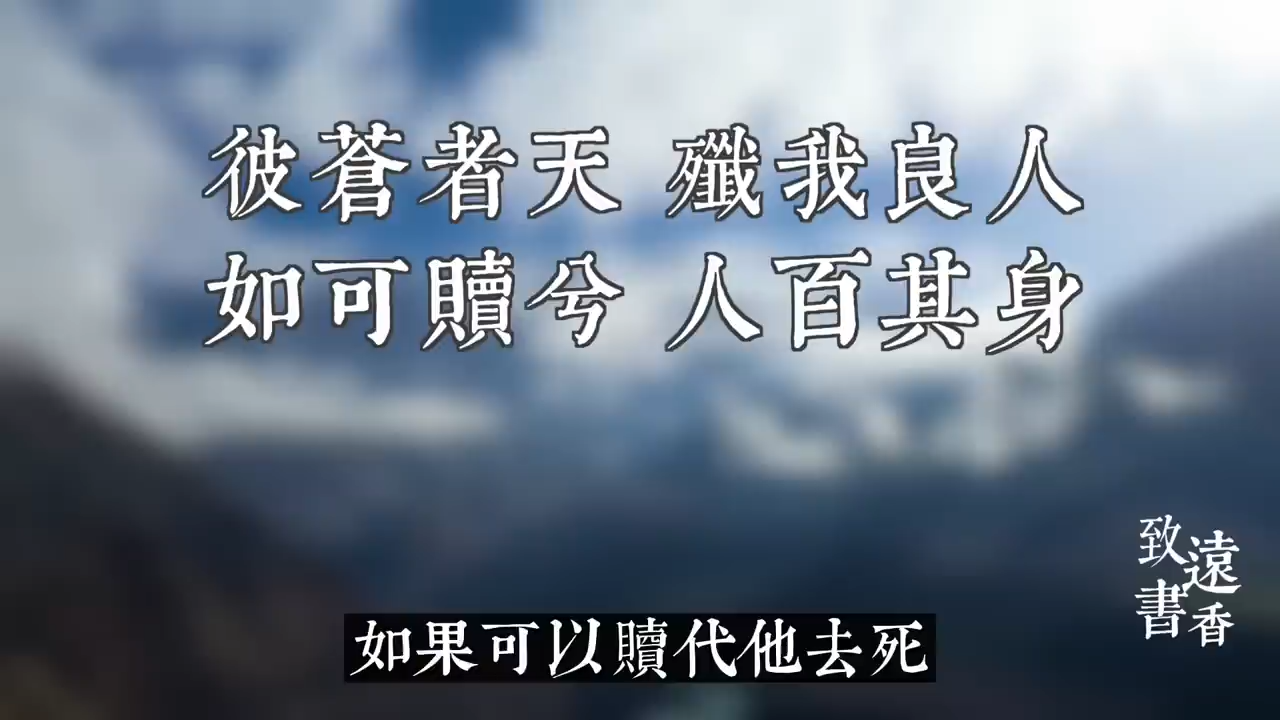 彼蒼者天 殲我良人
如可贖兮 人百其身
致遠
書香
如果可以贖代他去死